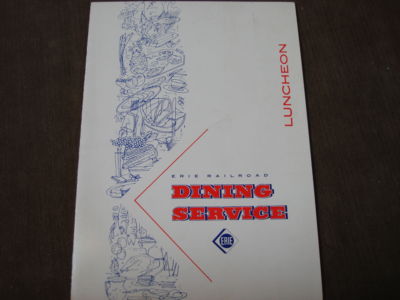 LUNCHEON
ERIE RAILROAD
DINING
SERVICE
ERIE